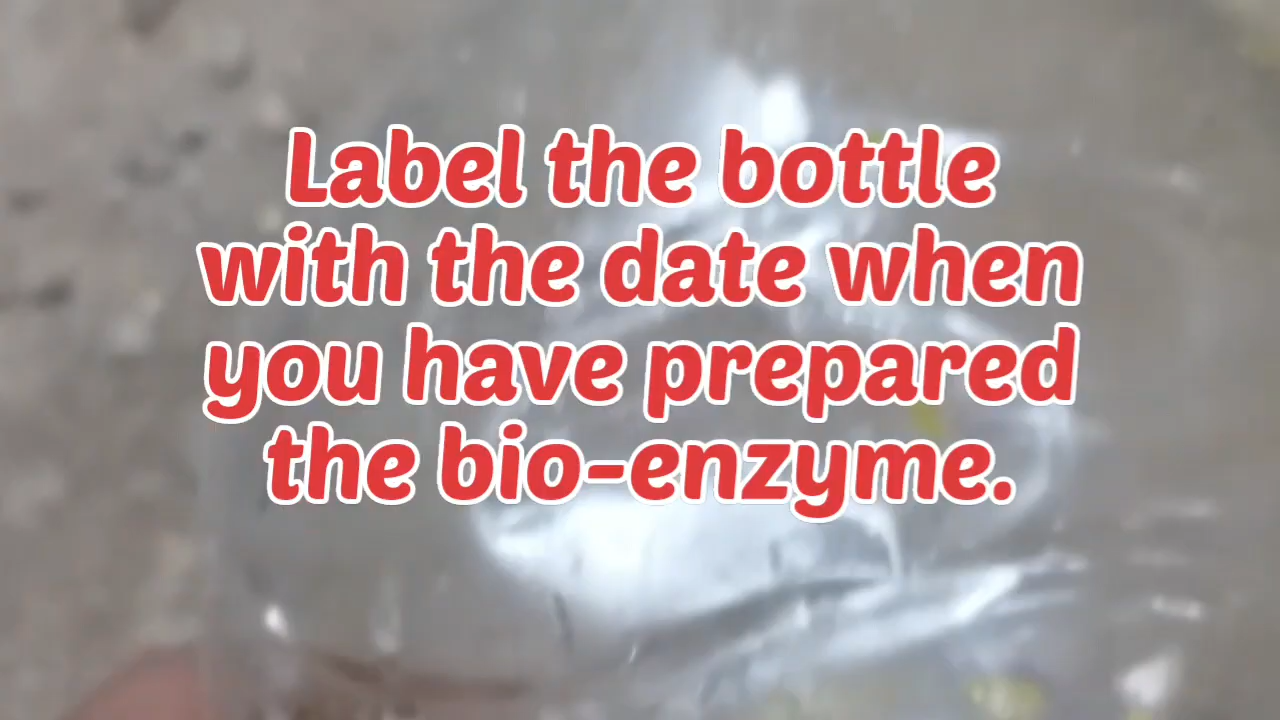 Label the bottle
with the date when
you have prepared
the bio-enzyme.